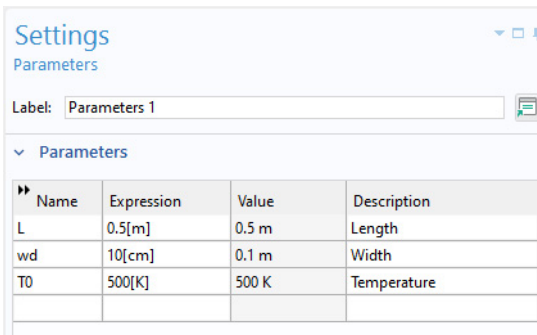 Settings
Parameters
Label: Parameters 1
Parameters
Name Expression Value Description
L 0.5[m] 0.5 m Length
wd 10[cm] 0.1 m Width
T0 500[K] 500 K Temperature